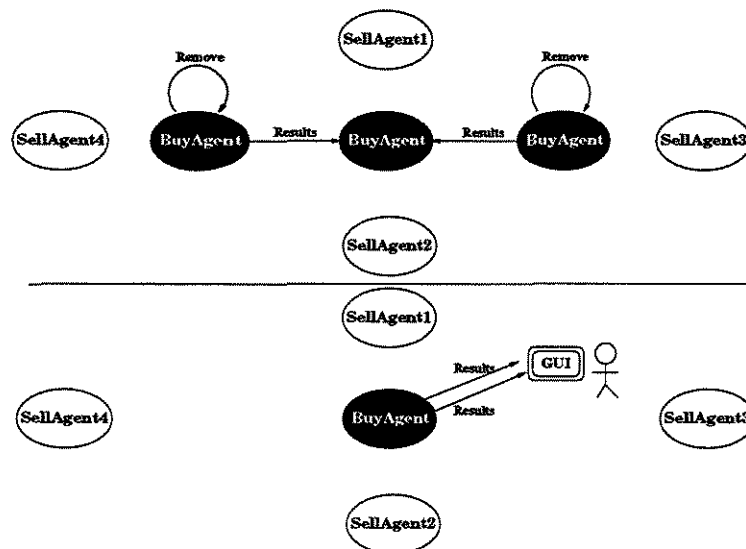 SellAgent1
Remove
Remove
SellAgent4
BuyAgent
Results
BuyAgent
Results
BuyAgent
SellAgent3
SellAgent2
SellAgent1
Results
GUI
SellAgent4
BuyAgent
Results
SellAgent3
SellAgent2